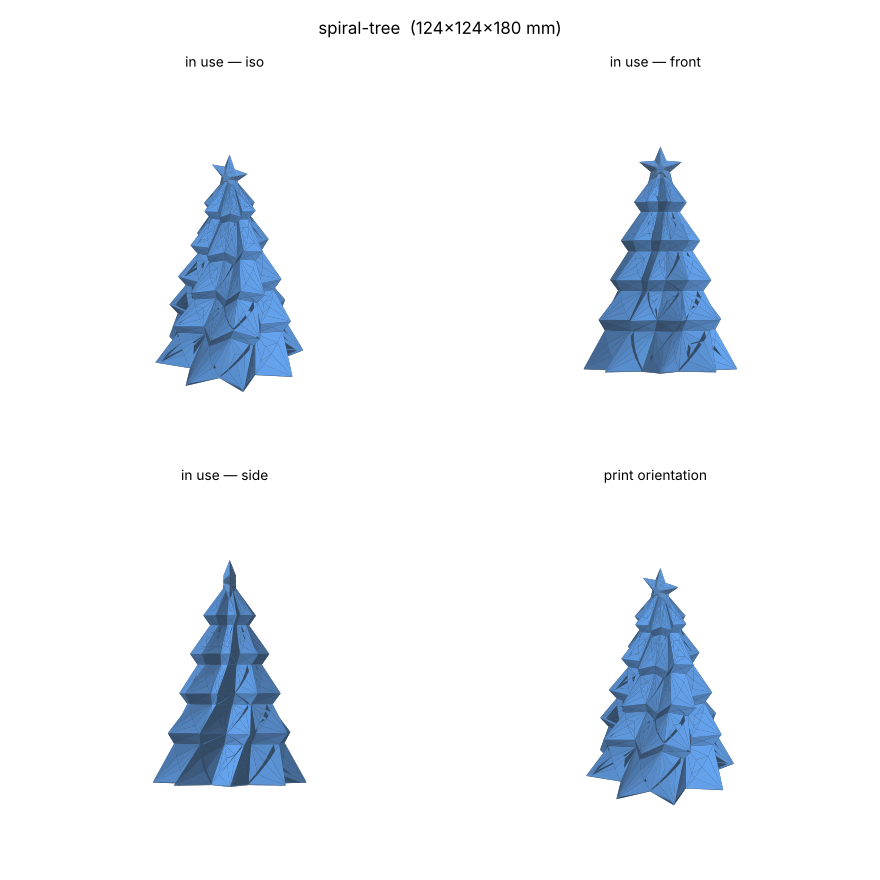 spiral-tree  (124×124×180 mm)
in use — iso
in use — front
in use — side
print orientation